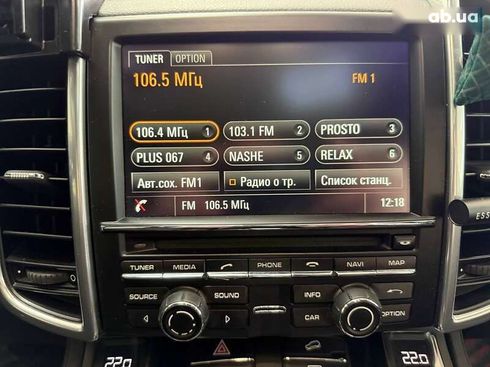 ab.ua
TUNER OPTION
106.5 МГц FM 1
106.4 МГц 1 103.1 FM 2 PROSTO 3
PLUS 067 4 NASHE 5 RELAX 6
Авт.сох. FM1 Радио о тр. Список станц.
FM 106.5 МГц 12:18
TUNER MEDIA PHONE NAVI MAP
SOURCE SOUND INFO
CAR OPTION
ESS
22.0 22.0